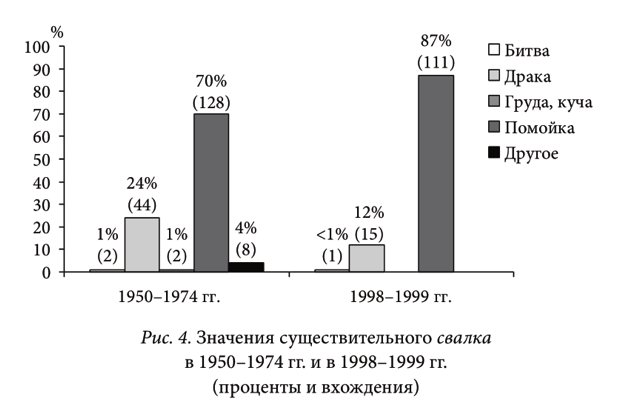 %
100
90
80
70
60
50
40
30
20
10
0
1%
(2)
24%
(44)
1%
(2)
70%
(128)
4%
(8)
<1%
(1)
12%
(15)
87%
(111)
1950–1974 гг.
1998–1999 гг.
Битва
Драка
Груда, куча
Помойка
Другое
Рис. 4. Значения существительного свалка
в 1950–1974 гг. и в 1998–1999 гг.
(проценты и вхождения)